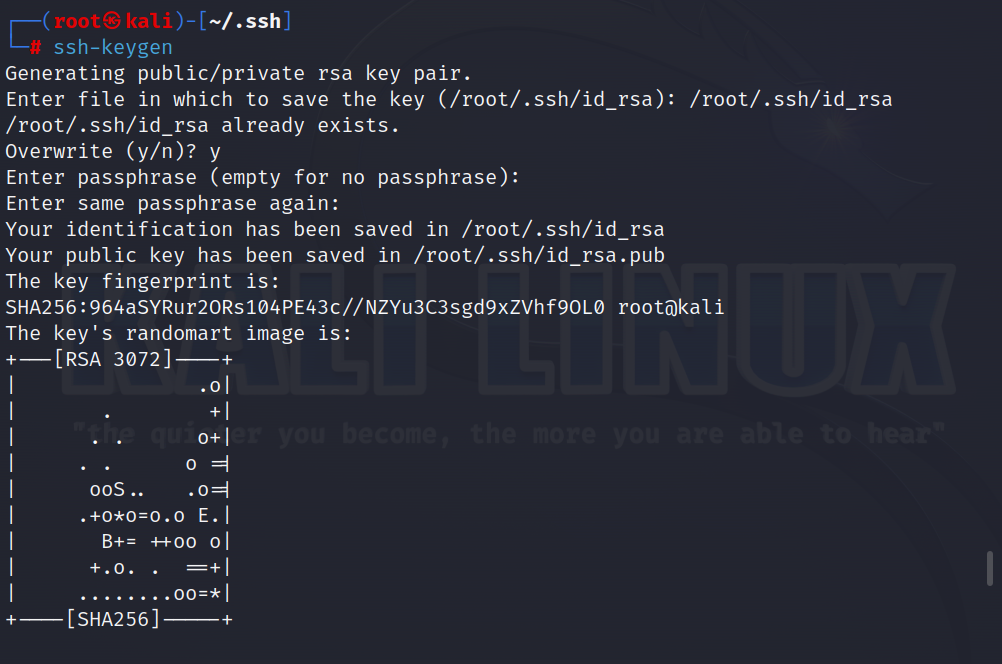 ┌──(root㉿kali)-[~/.ssh]
└─# ssh-keygen
Generating public/private rsa key pair.
Enter file in which to save the key (/root/.ssh/id_rsa): /root/.ssh/id_rsa
/root/.ssh/id_rsa already exists.
Overwrite (y/n)? y
Enter passphrase (empty for no passphrase):
Enter same passphrase again:
Your identification has been saved in /root/.ssh/id_rsa
Your public key has been saved in /root/.ssh/id_rsa.pub
The key fingerprint is:
SHA256:964aSYRur2ORs104PE43c//NZYu3C3sgd9xZVhf9OL0 root@kali
The key's randomart image is:
+---[RSA 3072]----+
|               .o|
|       .        +|
|      . .      o+|
|     . .      o =|
|      ooS..   .o=|
|     .+o*o=o.o E.|
|       B+= ++oo o|
|      +.o. .  ==+|
|     ........oo=*|
+----[SHA256]-----+
KALI LINUX
"the quieter you become, the more you are able to hear"